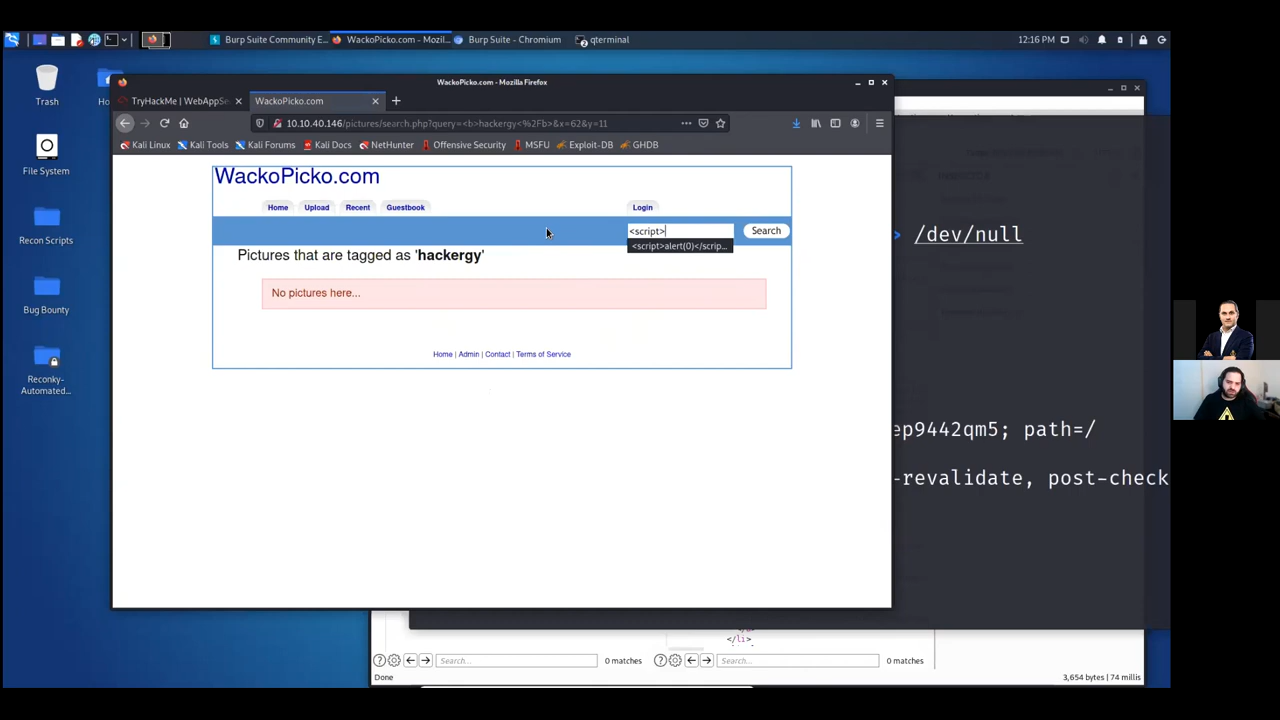 Burp Suite Community E...
WackoPicko.com - Mozil...
Burp Suite - Chromium
qterminal
12:16 PM
Trash
Ho
File System
Recon Scripts
Bug Bounty
Reconky-
Automated...
WackoPicko.com - Mozilla Firefox
TryHackMe | WebAppSe
WackoPicko.com
10.10.40.146/pictures/search.php?query=<b>hackergy<%2Fb>&x=62&y=11
Kali Linux
Kali Tools
Kali Forums
Kali Docs
NetHunter
Offensive Security
MSFU
Exploit-DB
GHDB
WackoPicko.com
Home
Upload
Recent
Guestbook
Login
<script>
Search
<script>alert(0)</scrip...
Pictures that are tagged as 'hackergy'
No pictures here...
Home | Admin | Contact | Terms of Service
> /dev/null
ep9442qm5; path=/
-revalidate, post-check
</li>
Search...
0 matches
Search...
0 matches
Done
3,654 bytes | 74 millis